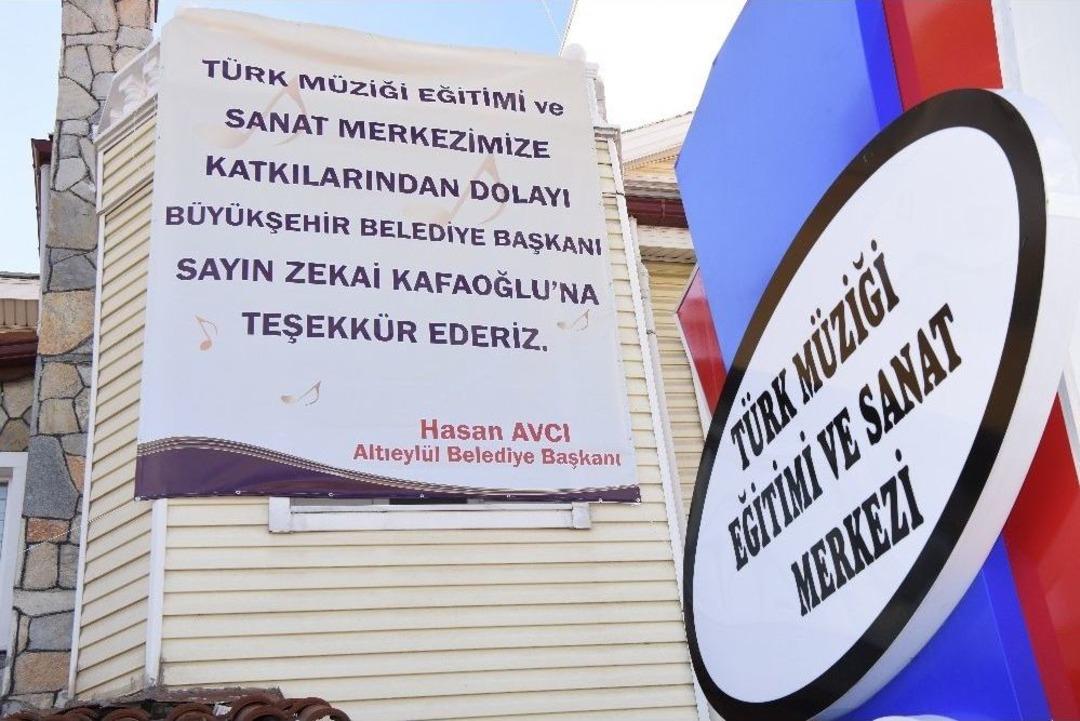 TÜRK MÜZİĞİ EĞİTİMİ ve
SANAT MERKEZİMİZE
KATKILARINDAN DOLAYI
BÜYÜKŞEHİR BELEDİYE BAŞKANI
SAYIN ZEKAİ KAFAOĞLU'NA
TEŞEKKÜR EDERİZ.
Hasan AVCI
Altıeylül Belediye Başkanı
TÜRK MÜZİĞİ
EĞİTİMİ VE SANAT
MERKEZİ